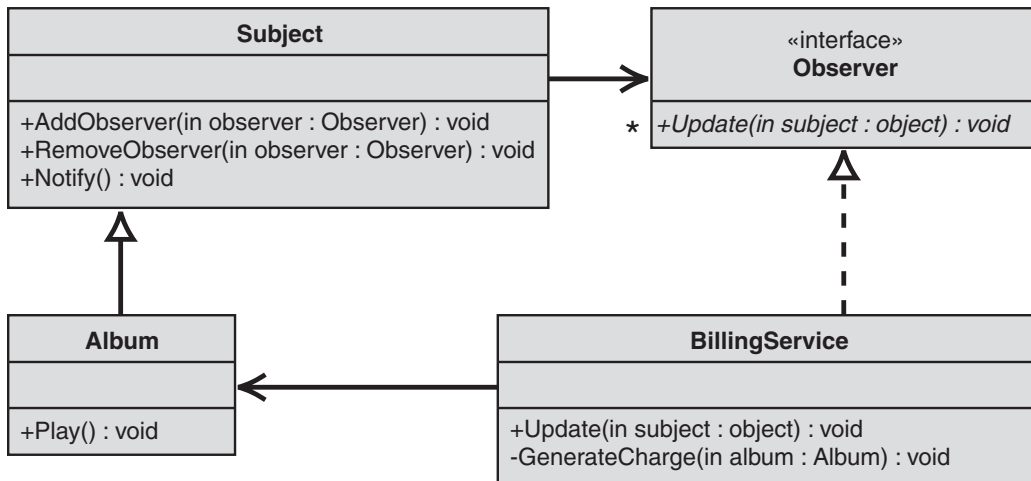 Subject
+AddObserver(in observer : Observer) : void
+RemoveObserver(in observer : Observer) : void
+Notify() : void
«interface»
Observer
* +Update(in subject : object) : void
Album
+Play() : void
BillingService
+Update(in subject : object) : void
-GenerateCharge(in album : Album) : void